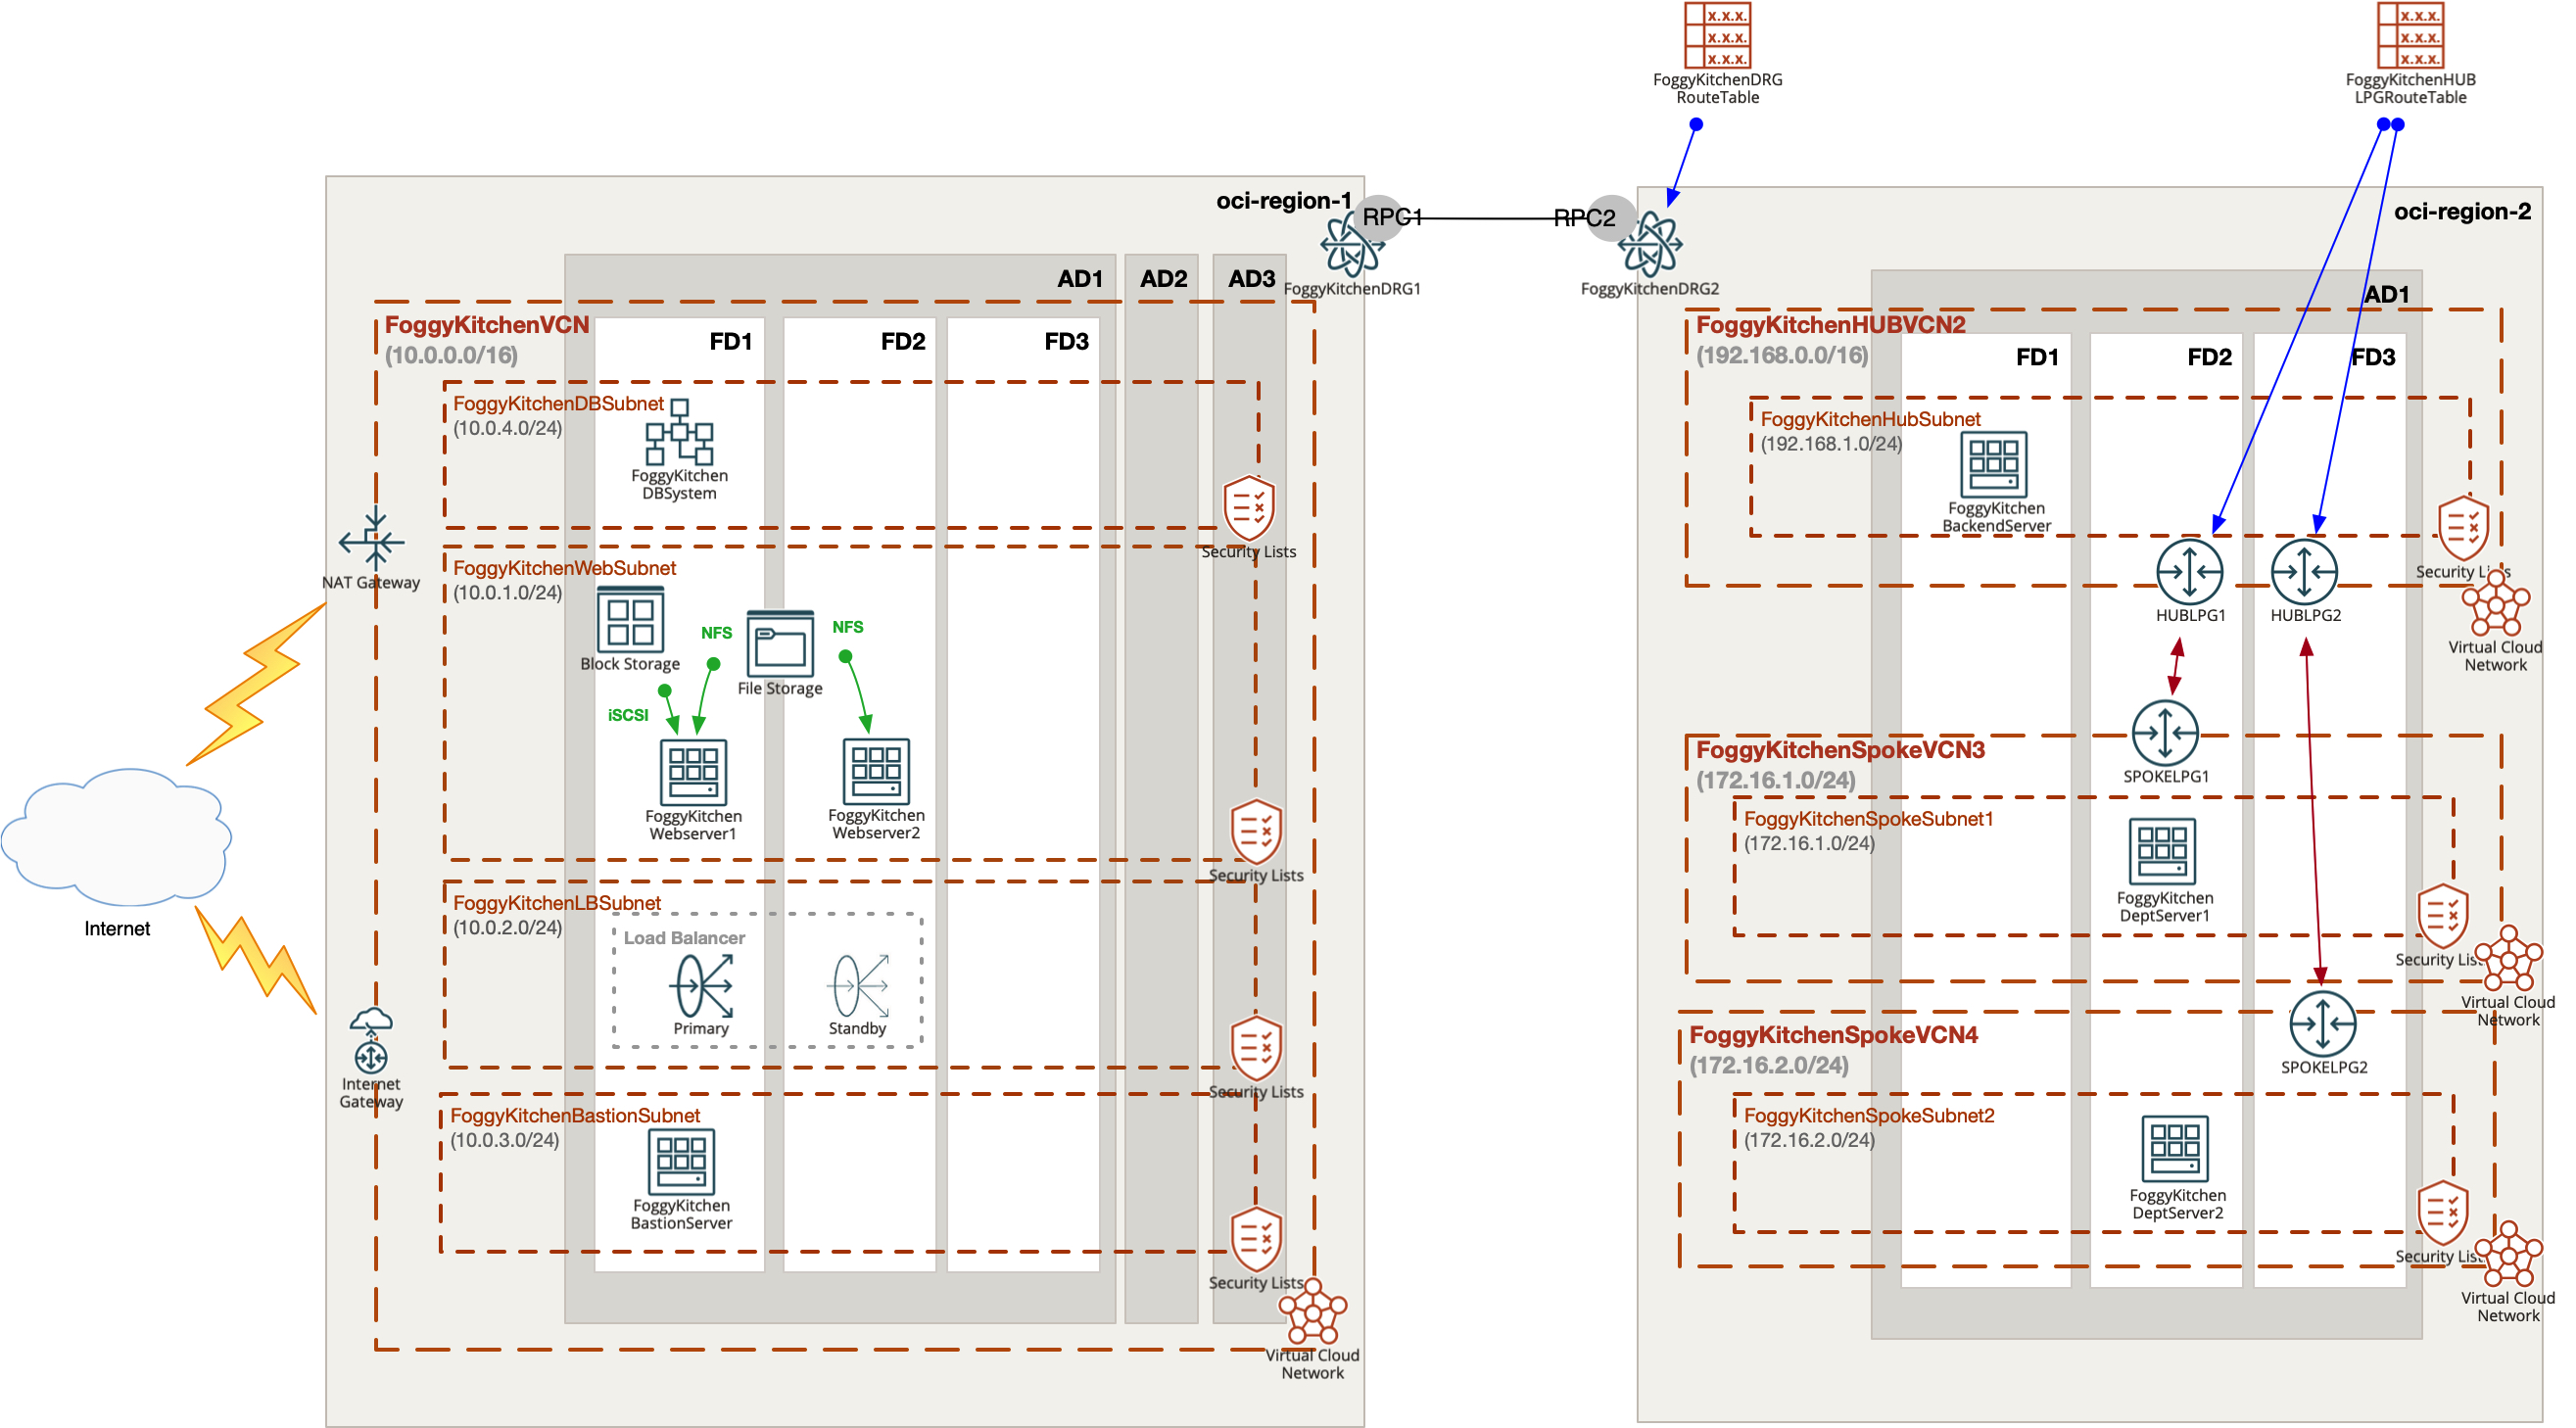 x.x.x.
x.x.x.
x.x.x.
FoggyKitchenDRG
RouteTable
x.x.x.
x.x.x.
x.x.x.
FoggyKitchenHUB
LPGRouteTable
oci-region-1
RPC1
RPC2
FoggyKitchenDRG1
FoggyKitchenDRG2
oci-region-2
AD1
AD2
AD3
FoggyKitchenVCN
(10.0.0.0/16)
FD1
FD2
FD3
FoggyKitchenDBSubnet
(10.0.4.0/24)
FoggyKitchen
DBSystem
Security Lists
NAT Gateway
FoggyKitchenWebSubnet
(10.0.1.0/24)
Block Storage
NFS
File Storage
NFS
iSCSI
FoggyKitchen
Webserver1
FoggyKitchen
Webserver2
Security Lists
FoggyKitchenLBSubnet
(10.0.2.0/24)
Load Balancer
Primary
Standby
Security Lists
Internet
Internet
Gateway
FoggyKitchenBastionSubnet
(10.0.3.0/24)
FoggyKitchen
BastionServer
Security Lists
Virtual Cloud
Network
AD1
FoggyKitchenHUBVCN2
(192.168.0.0/16)
FD1
FD2
FD3
FoggyKitchenHubSubnet
(192.168.1.0/24)
FoggyKitchen
BackendServer
Security Lists
HUBLPG1
HUBLPG2
Virtual Cloud
Network
FoggyKitchenSpokeVCN3
(172.16.1.0/24)
SPOKELPG1
FoggyKitchenSpokeSubnet1
(172.16.1.0/24)
FoggyKitchen
DeptServer1
Security Lis
Virtual Cloud
Network
FoggyKitchenSpokeVCN4
(172.16.2.0/24)
SPOKELPG2
FoggyKitchenSpokeSubnet2
(172.16.2.0/24)
FoggyKitchen
DeptServer2
Security Lis
Virtual Cloud
Network